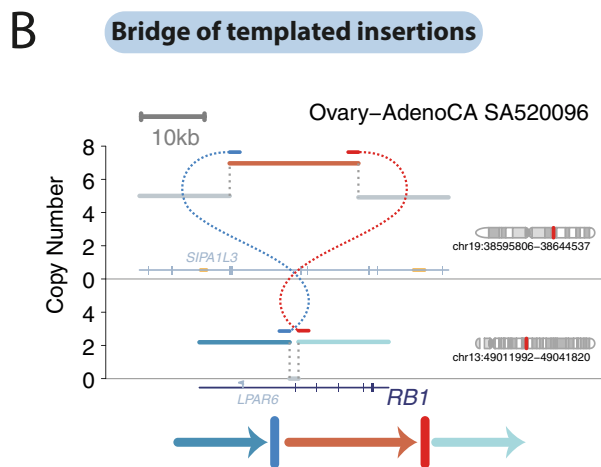 B
Bridge of templated insertions
Ovary–AdenoCA SA520096
10kb
Copy Number
8
6
4
2
0
SIPA1L3
chr19:38595806–38644537
4
2
0
chr13:49011992–49041820
LPAR6
RB1